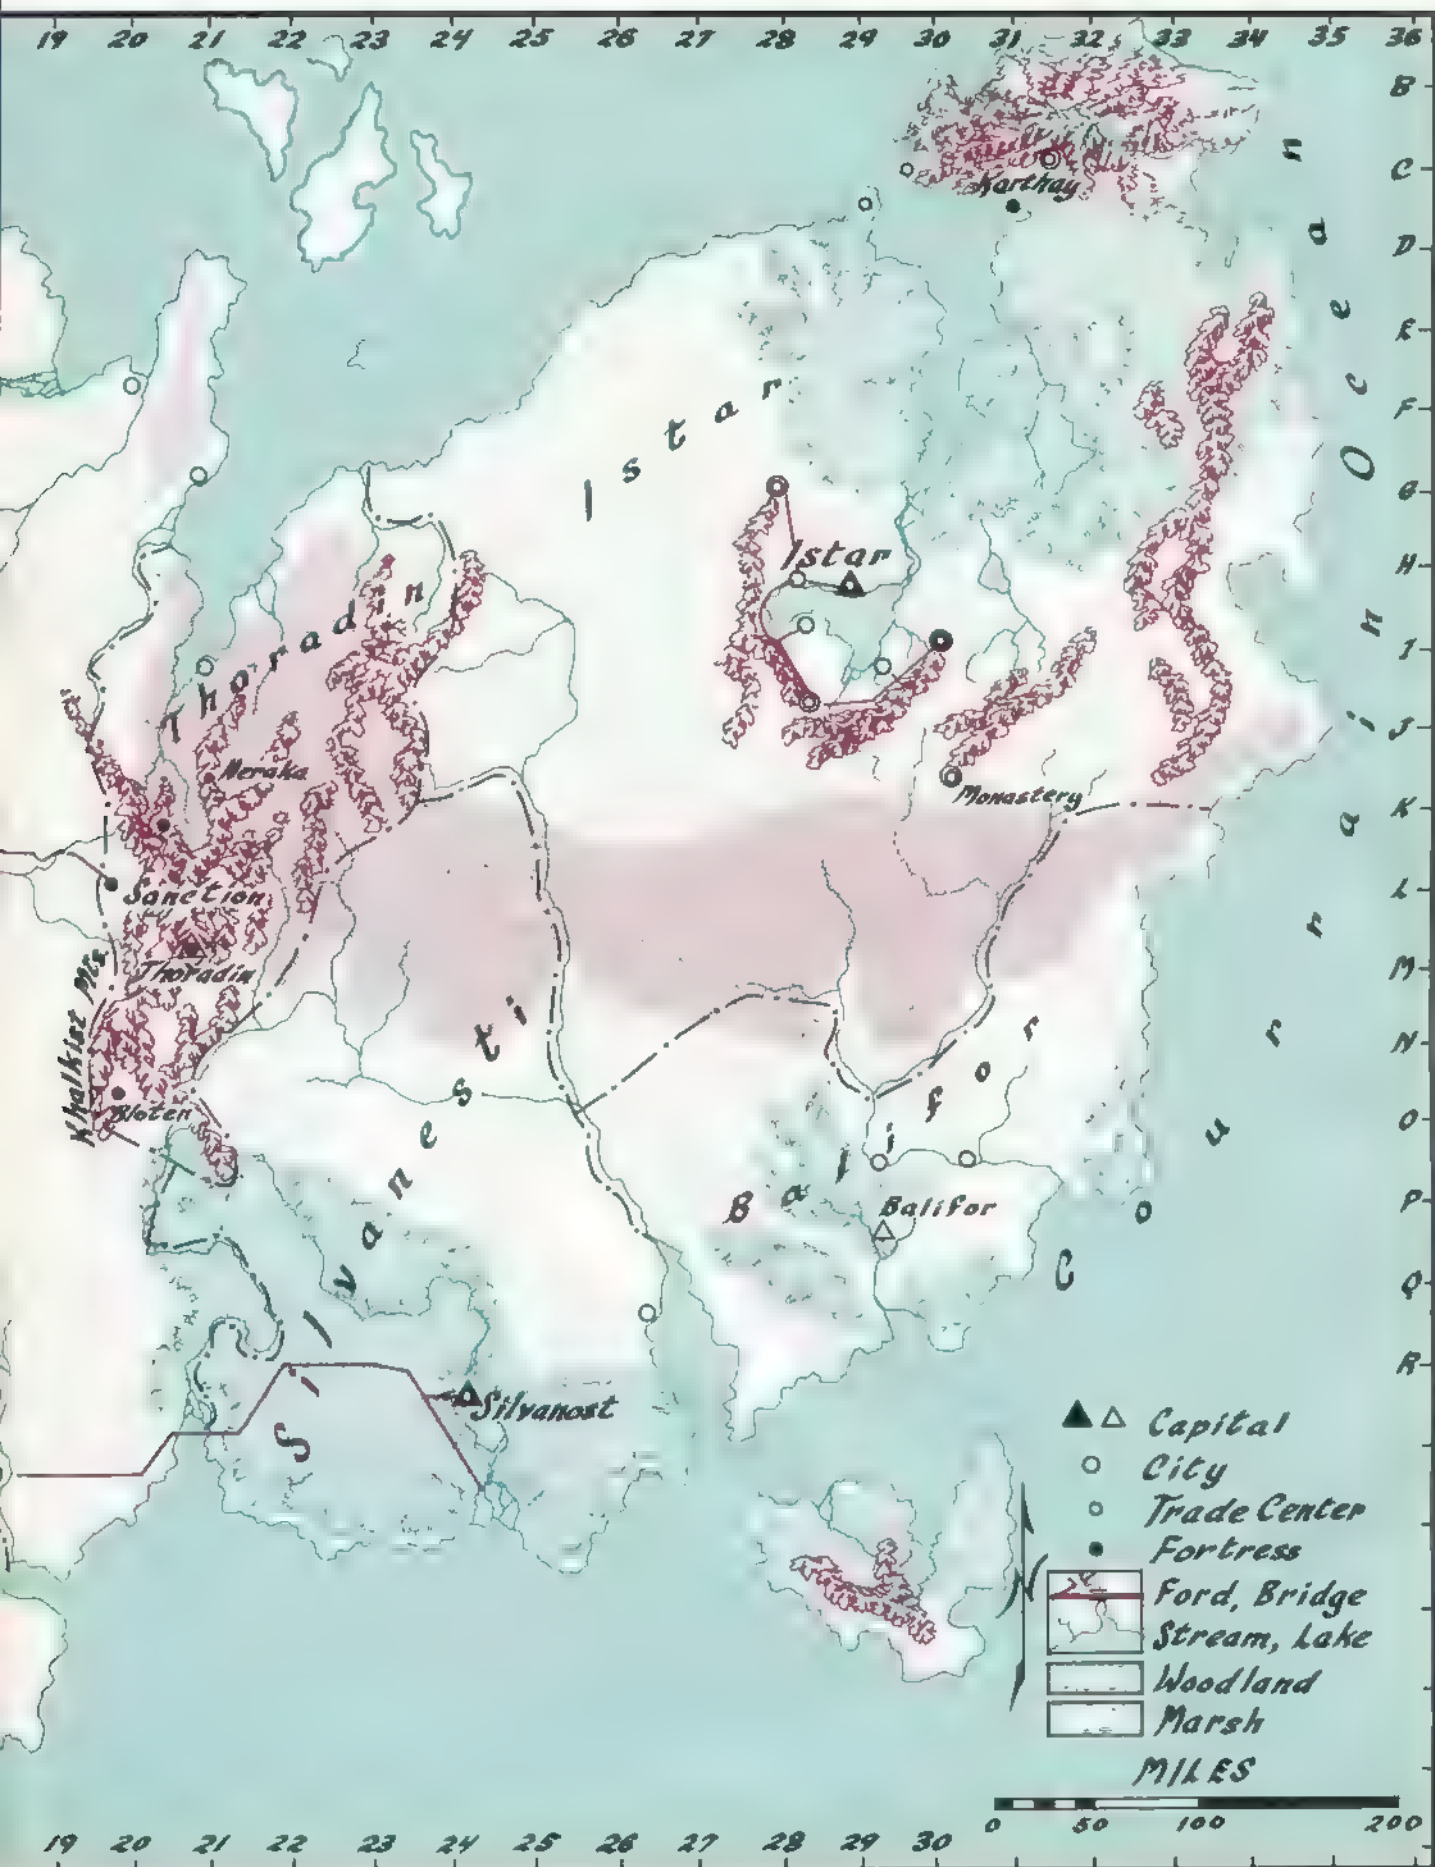 19 20 21 22 23 24 25 26 27 28 29 30 31 32 33 34 35 36
B
C
D
E
F
G
H
I
J
K
L
M
N
O
P
Q
R
Karthay
Courrain Ocean
Istar
Istar
Thoradin
Neraka
Monastery
Sanction
Thoradin
Khalkist Mts.
Bloten
Silvanesti
Balifor
Balifor
Silvanost
Capital
City
Trade Center
Fortress
Ford, Bridge
Stream, Lake
Woodland
Marsh
N
MILES
0 50 100 200
19 20 21 22 23 24 25 26 27 28 29 30